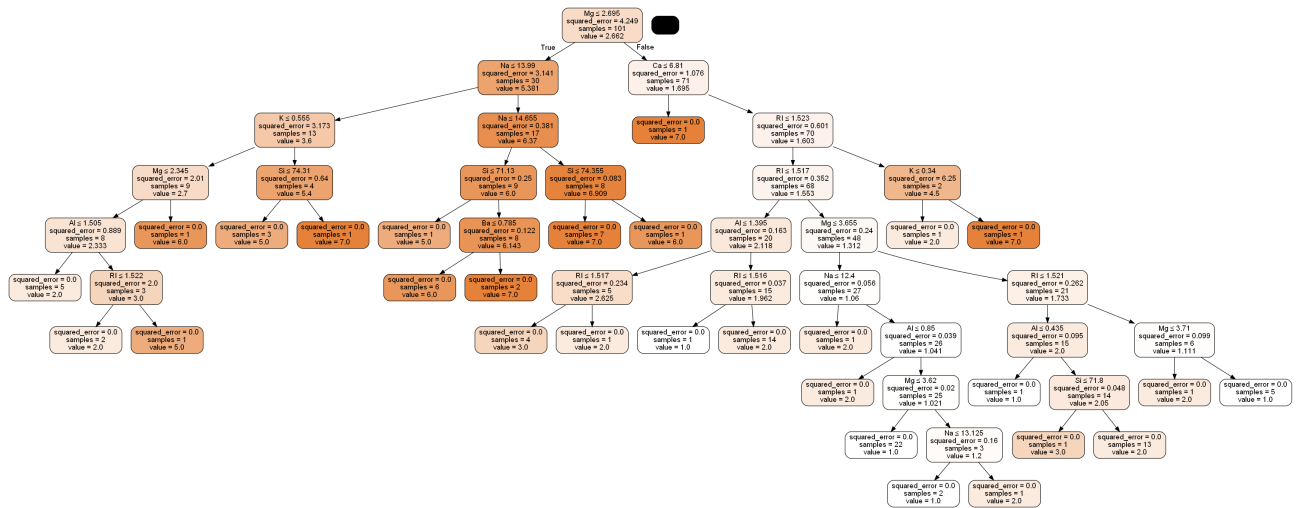 Mg ≤ 2.695
squared_error = 4.249
samples = 101
value = 2.662
True
False
Na ≤ 13.99
squared_error = 3.141
samples = 30
value = 5.381
Ca ≤ 6.81
squared_error = 1.076
samples = 71
value = 1.695
K ≤ 0.555
squared_error = 3.173
samples = 13
value = 3.6
Na ≤ 14.655
squared_error = 0.381
samples = 17
value = 6.37
squared_error = 0.0
samples = 1
value = 7.0
RI ≤ 1.523
squared_error = 0.601
samples = 70
value = 1.603
Mg ≤ 2.345
squared_error = 2.01
samples = 9
value = 2.7
Si ≤ 74.31
squared_error = 0.64
samples = 4
value = 5.4
Si ≤ 71.13
squared_error = 0.25
samples = 9
value = 6.0
Si ≤ 74.355
squared_error = 0.083
samples = 8
value = 6.909
RI ≤ 1.517
squared_error = 0.352
samples = 68
value = 1.553
K ≤ 0.34
squared_error = 6.25
samples = 2
value = 4.5
Al ≤ 1.505
squared_error = 0.889
samples = 8
value = 2.333
squared_error = 0.0
samples = 1
value = 6.0
squared_error = 0.0
samples = 3
value = 5.0
squared_error = 0.0
samples = 1
value = 7.0
squared_error = 0.0
samples = 1
value = 5.0
Ba ≤ 0.785
squared_error = 0.122
samples = 8
value = 6.143
squared_error = 0.0
samples = 7
value = 7.0
squared_error = 0.0
samples = 1
value = 6.0
Al ≤ 1.395
squared_error = 0.163
samples = 20
value = 2.118
Mg ≤ 3.655
squared_error = 0.24
samples = 48
value = 1.312
squared_error = 0.0
samples = 1
value = 2.0
squared_error = 0.0
samples = 1
value = 7.0
squared_error = 0.0
samples = 5
value = 2.0
RI ≤ 1.522
squared_error = 2.0
samples = 3
value = 3.0
squared_error = 0.0
samples = 6
value = 6.0
squared_error = 0.0
samples = 2
value = 7.0
RI ≤ 1.517
squared_error = 0.234
samples = 5
value = 2.625
RI ≤ 1.516
squared_error = 0.037
samples = 15
value = 1.962
Na ≤ 12.4
squared_error = 0.056
samples = 27
value = 1.06
RI ≤ 1.521
squared_error = 0.262
samples = 21
value = 1.733
squared_error = 0.0
samples = 2
value = 2.0
squared_error = 0.0
samples = 1
value = 5.0
squared_error = 0.0
samples = 4
value = 3.0
squared_error = 0.0
samples = 1
value = 2.0
squared_error = 0.0
samples = 1
value = 1.0
squared_error = 0.0
samples = 14
value = 2.0
squared_error = 0.0
samples = 1
value = 2.0
Al ≤ 0.85
squared_error = 0.039
samples = 26
value = 1.041
Al ≤ 0.435
squared_error = 0.095
samples = 15
value = 2.0
Mg ≤ 3.71
squared_error = 0.099
samples = 6
value = 1.111
squared_error = 0.0
samples = 1
value = 2.0
Mg ≤ 3.62
squared_error = 0.02
samples = 25
value = 1.021
squared_error = 0.0
samples = 1
value = 1.0
Si ≤ 71.8
squared_error = 0.048
samples = 14
value = 2.05
squared_error = 0.0
samples = 1
value = 2.0
squared_error = 0.0
samples = 5
value = 1.0
squared_error = 0.0
samples = 22
value = 1.0
Na ≤ 13.125
squared_error = 0.16
samples = 3
value = 1.2
squared_error = 0.0
samples = 1
value = 3.0
squared_error = 0.0
samples = 13
value = 2.0
squared_error = 0.0
samples = 2
value = 1.0
squared_error = 0.0
samples = 1
value = 2.0